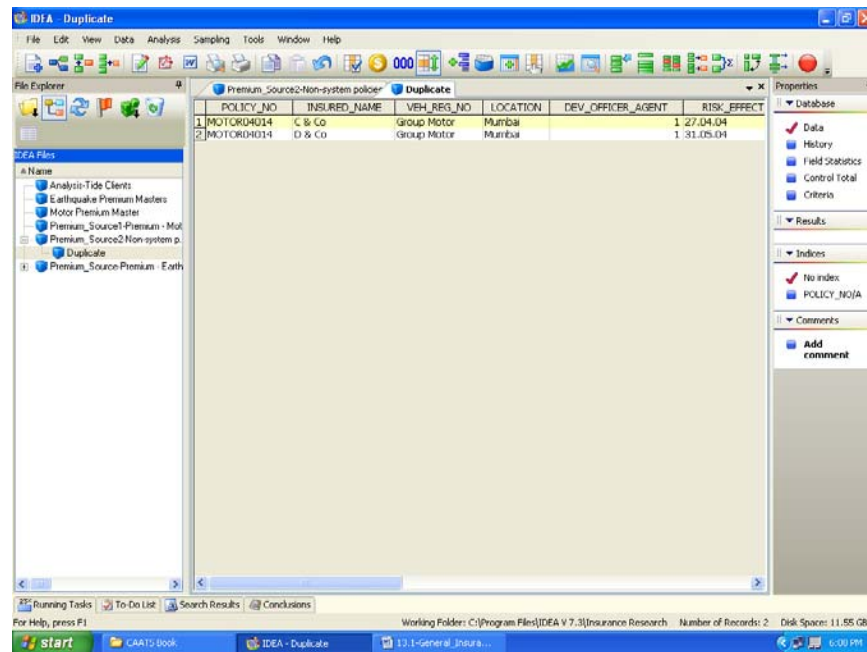 IDEA - Duplicate
File Edit View Data Analysis Sampling Tools Window Help
000
File Explorer
IDEA Files
Name
Analysis-Tide Clients
Earthquake Premium Masters
Motor Premium Master
Premium_Source1-Premium - Mot
Premium_Source2-Non-system p.
Duplicate
Premium_Source-Premium - Earth
Premium_Source2-Non-system policies Duplicate
POLICY_NO INSURED_NAME VEH_REG_NO LOCATION DEV_OFFICER_AGENT RISK_EFFECT
1 MOTOR04014 C & Co Group Motor Mumbai 1 27.04.04
2 MOTOR04014 D & Co Group Motor Mumbai 1 31.05.04
Properties
Database
Data
History
Field Statistics
Control Total
Criteria
Results
Indices
No index
POLICY_NO/A
Comments
Add
comment
Running Tasks To-Do List Search Results Conclusions
For Help, press F1 Working Folder: C:\Program Files\IDEA V 7.3\Insurance Research Number of Records: 2 Disk Space: 11.55 GB
start CAATS Book IDEA - Duplicate 13.1-General_Insura... 6:00 PM